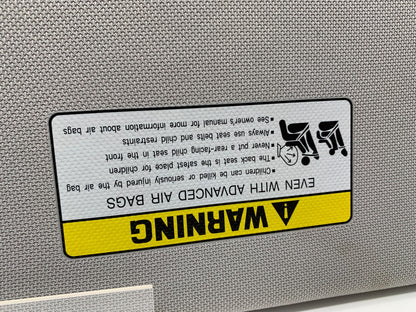 WARNING
EVEN WITH ADVANCED AIR BAGS
• Children can be killed or seriously injured by the air bag
• The back seat is the safest place for children
• Never put a rear-facing child seat in the front
• Always use seat belts and child restraints
• See owner's manual for more information about air bags